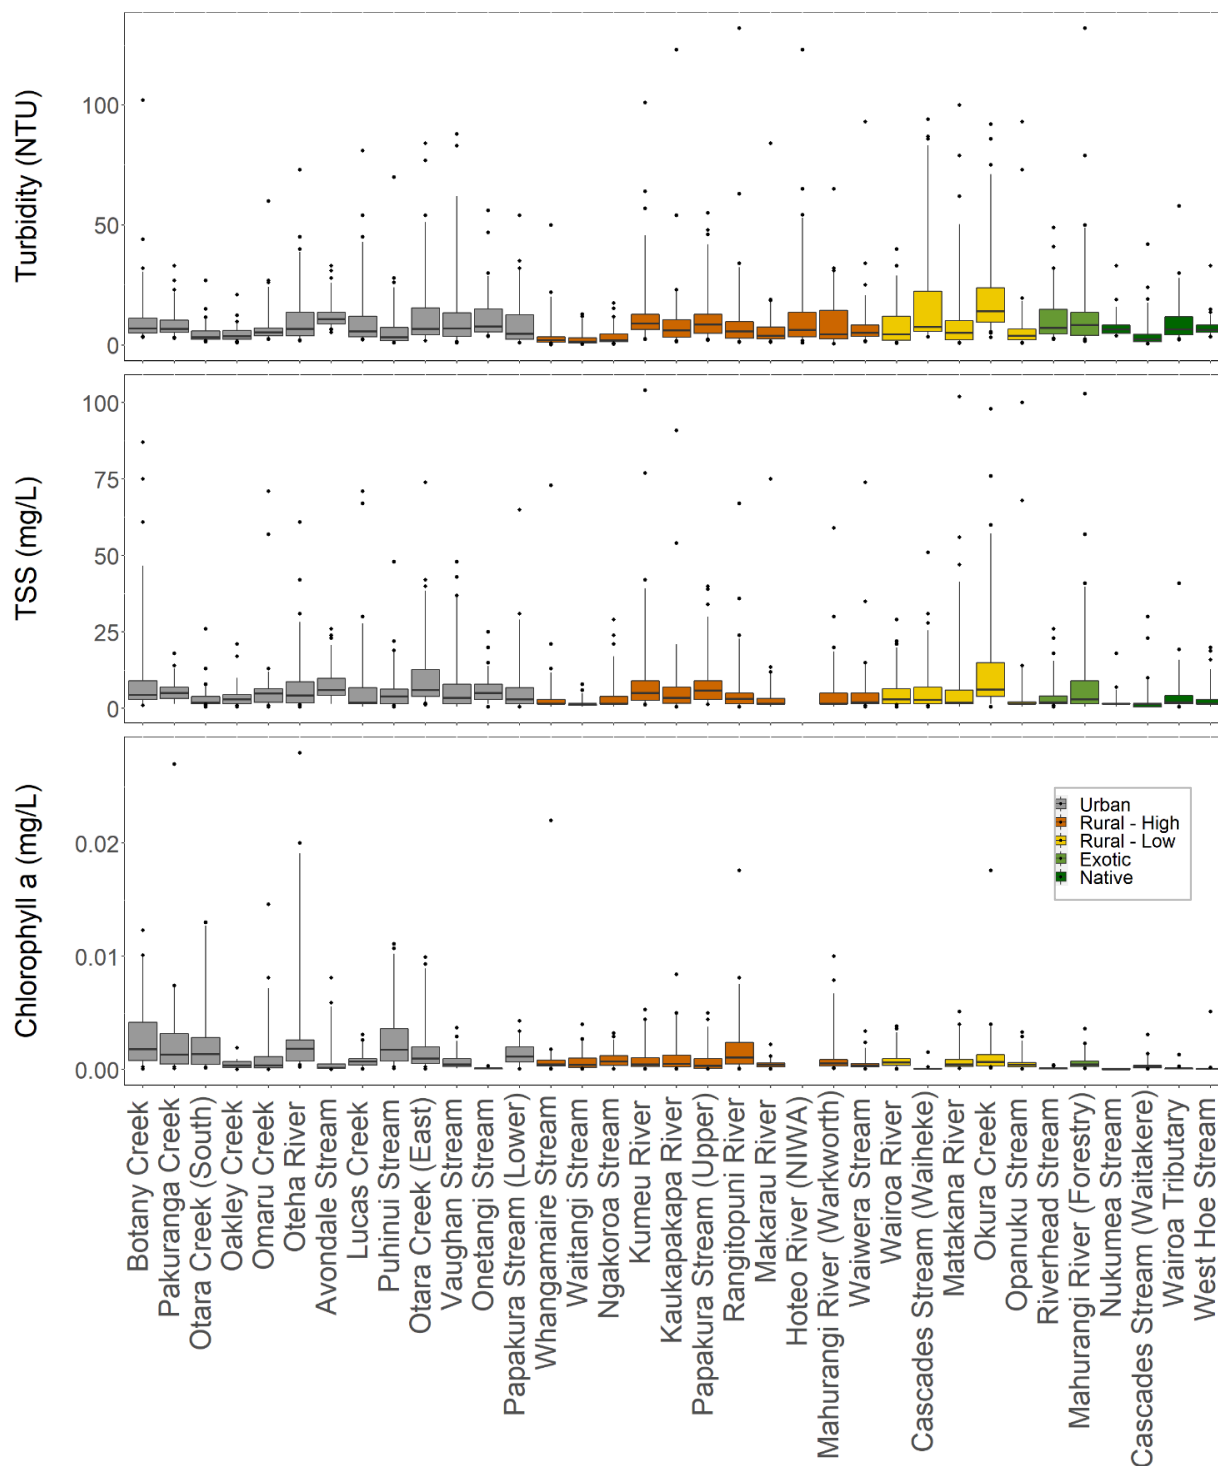 Turbidity (NTU)
100
50
0
TSS (mg/L)
100
75
50
25
0
Chlorophyll a (mg/L)
0.02
0.01
0.00
Urban
Rural - High
Rural - Low
Exotic
Native
Botany Creek
Pakuranga Creek
Otara Creek (South)
Oakley Creek
Omaru Creek
Oteha River
Avondale Stream
Lucas Creek
Puhinui Stream
Otara Creek (East)
Vaughan Stream
Onetangi Stream
Papakura Stream (Lower)
Whangamaire Stream
Waitangi Stream
Ngakoroa Stream
Kumeu River
Kaukapakapa River
Papakura Stream (Upper)
Rangitopuni River
Makarau River
Hoteo River (NIWA)
Mahurangi River (Warkworth)
Waiwera Stream
Wairoa River
Cascades Stream (Waiheke)
Matakana River
Okura Creek
Opanuku Stream
Riverhead Stream
Mahurangi River (Forestry)
Nukumea Stream
Cascades Stream (Waitakere)
Wairoa Tributary
West Hoe Stream